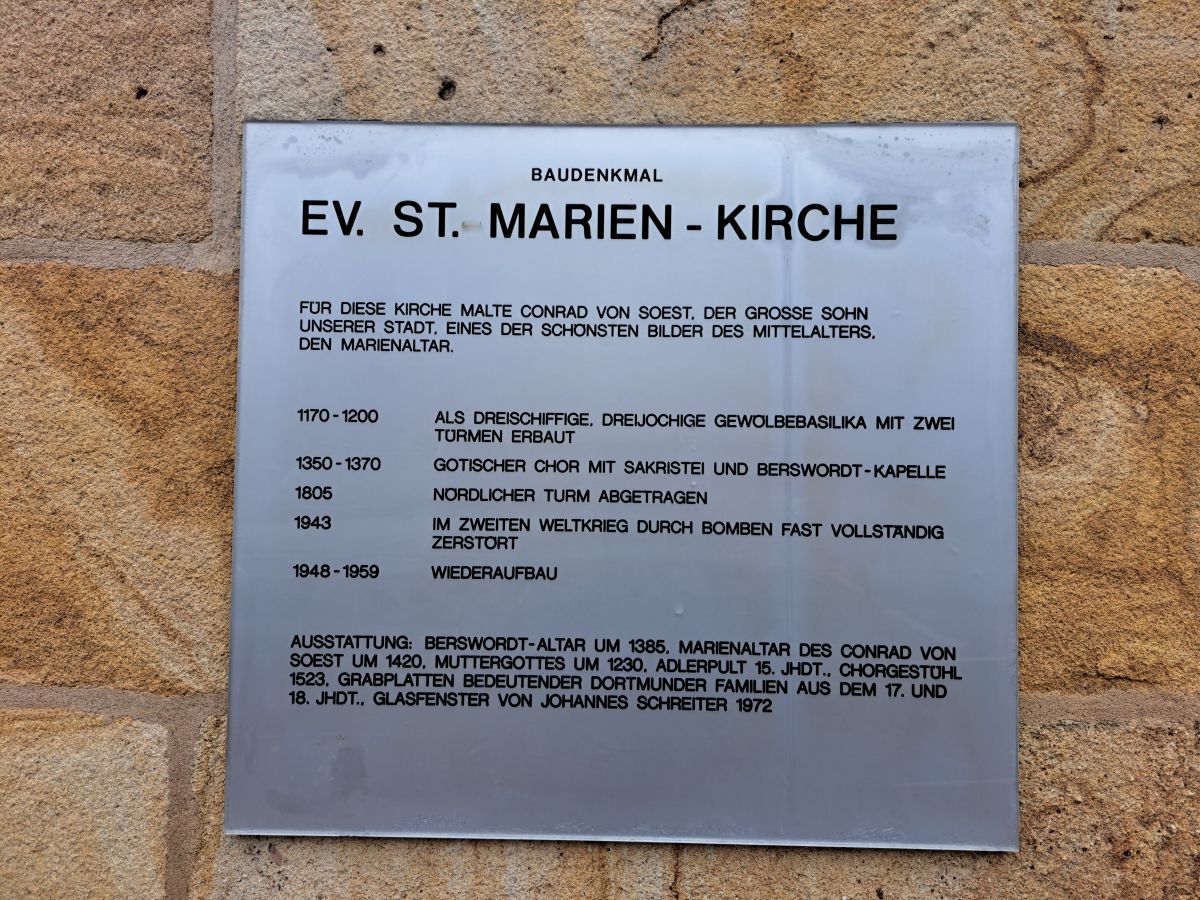 BAUDENKMAL
EV. ST. MARIEN - KIRCHE
FÜR DIESE KIRCHE MALTE CONRAD VON SOEST, DER GROSSE SOHN
UNSERER STADT, EINES DER SCHÖNSTEN BILDER DES MITTELALTERS,
DEN MARIENALTAR.
1170 - 1200 ALS DREISCHIFFIGE, DREIJOCHIGE GEWÖLBEBASILIKA MIT ZWEI
TÜRMEN ERBAUT
1350 - 1370 GOTISCHER CHOR MIT SAKRISTEI UND BERSWORDT-KAPELLE
1805 NÖRDLICHER TURM ABGETRAGEN
1943 IM ZWEITEN WELTKRIEG DURCH BOMBEN FAST VOLLSTÄNDIG
ZERSTÖRT
1948 - 1959 WIEDERAUFBAU
AUSSTATTUNG: BERSWORDT-ALTAR UM 1385, MARIENALTAR DES CONRAD VON
SOEST UM 1420, MUTTERGOTTES UM 1230, ADLERPULT 15. JHDT., CHORGESTÜHL
1523, GRABPLATTEN BEDEUTENDER DORTMUNDER FAMILIEN AUS DEM 17. UND
18. JHDT., GLASFENSTER VON JOHANNES SCHREITER 1972